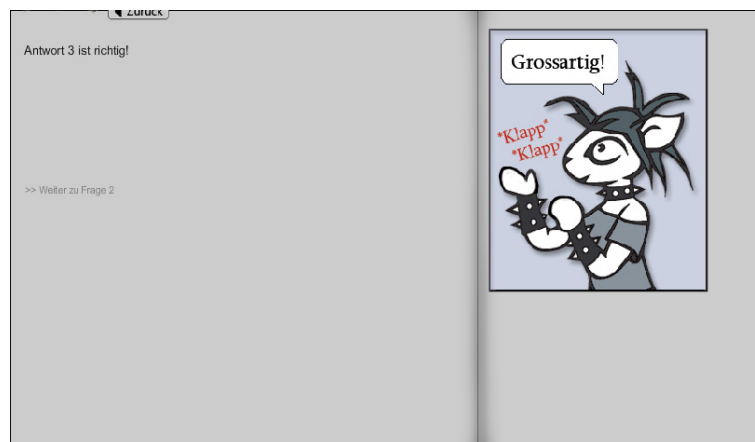 Zurück
Antwort 3 ist richtig!
>> Weiter zu Frage 2
Grossartig!
*Klapp*
*Klapp*